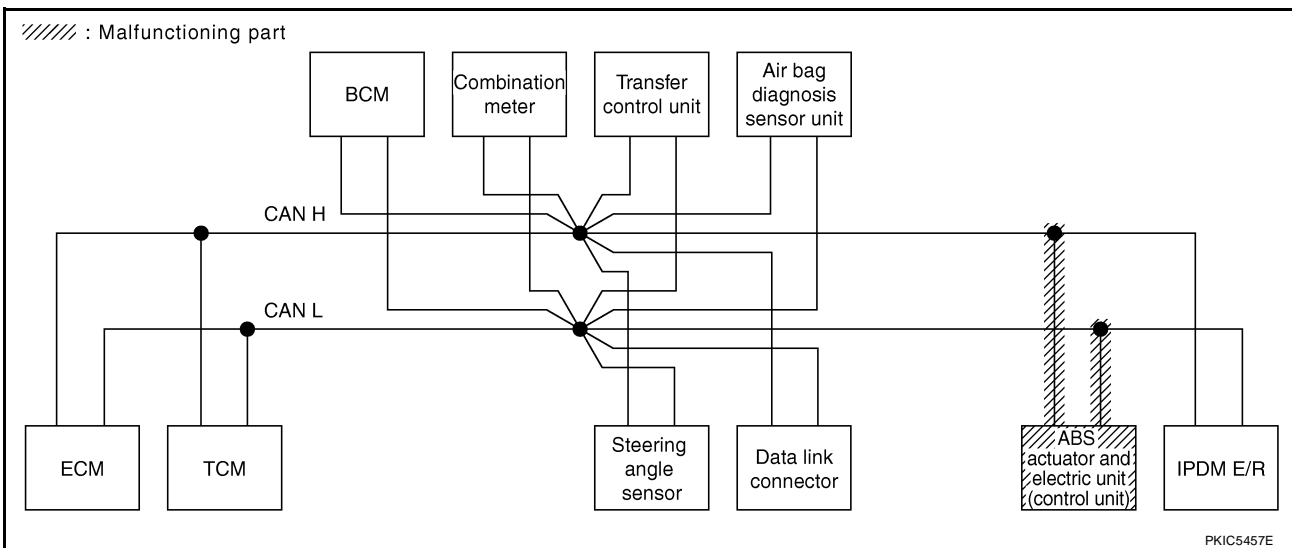 : Malfunctioning part
BCM
Combination
meter
Transfer
control unit
Air bag
diagnosis
sensor unit
CAN H
CAN L
ECM
TCM
Steering
angle
sensor
Data link
connector
ABS
actuator and
electric unit
(control unit)
IPDM E/R
PKIC5457E